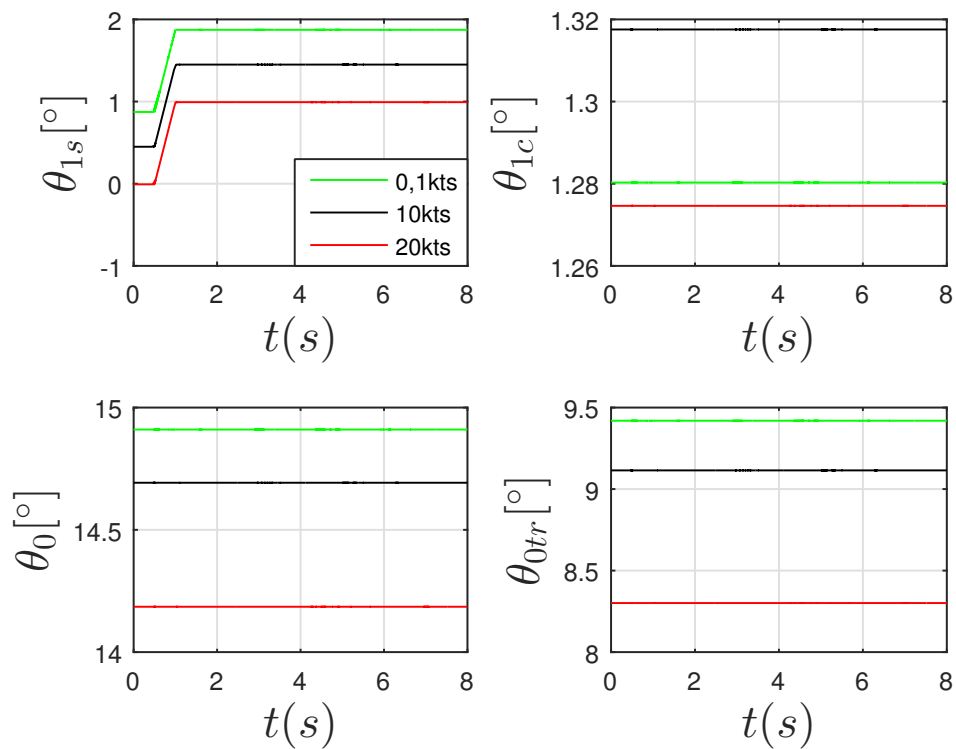 2
1
0
-1
θ1s[°]
0 2 4 6 8
t(s)
0,1kts
10kts
20kts
1.32
1.3
1.28
1.26
θ1c[°]
0 2 4 6 8
t(s)
15
14.5
14
θ0[°]
0 2 4 6 8
t(s)
9.5
9
8.5
8
θ0tr[°]
0 2 4 6 8
t(s)